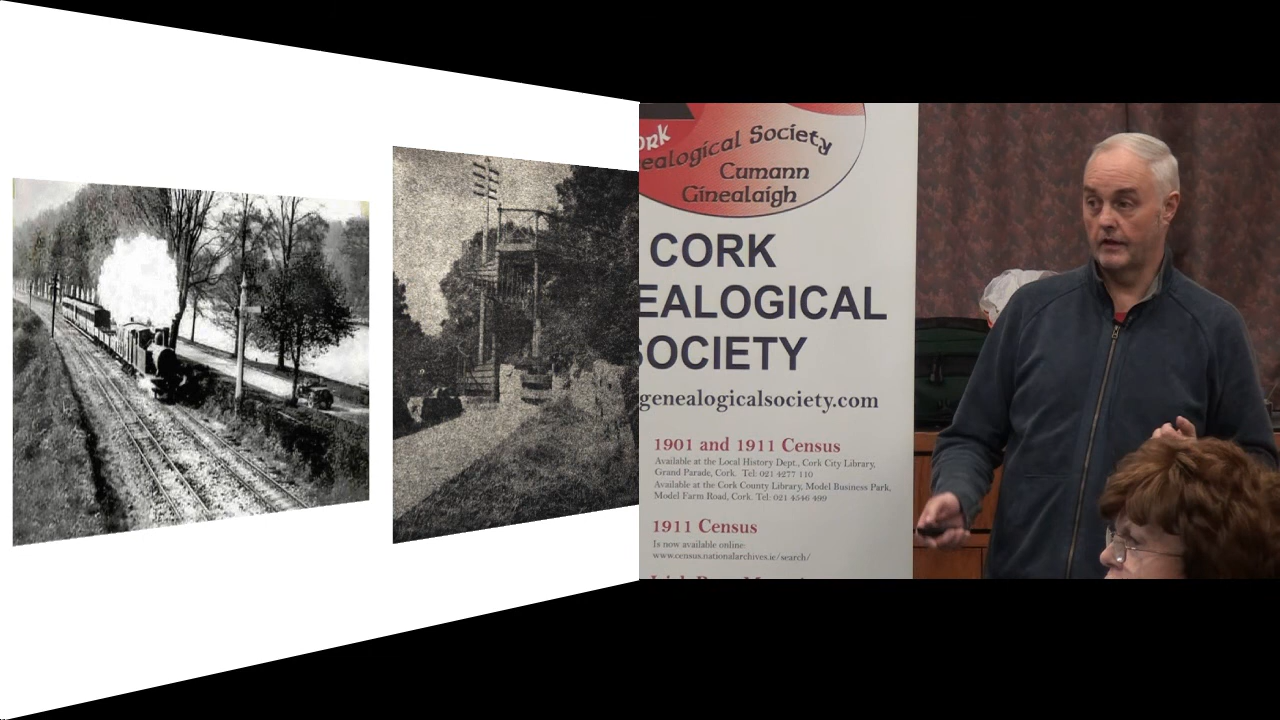 ORK
ealogical Society
Cumann
Ginealaigh
CORK
EALOGICAL
SOCIETY
genealogicalsociety.com
1901 and 1911 Census
Available at the Local History Dept., Cork City Library,
Grand Parade, Cork. Tel: 021 4277 110
Available at the Cork County Library, Model Business Park,
Model Farm Road, Cork. Tel: 021 4546 499
1911 Census
Is now available online:
www.census.nationalarchives.ie/search/